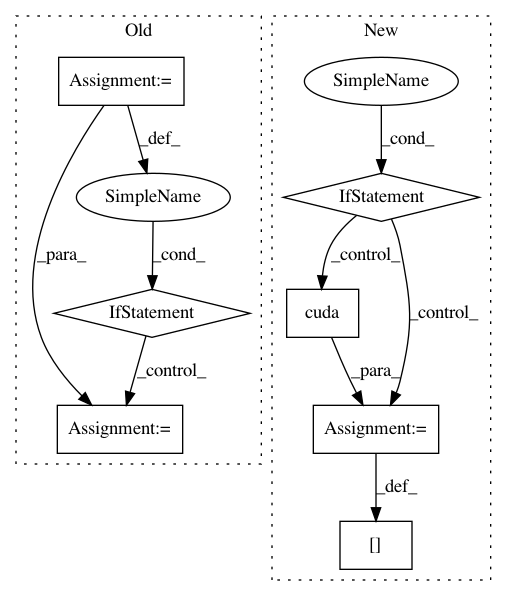 Old
New
Assignment:=
SimpleName
_def_
_cond_
SimpleName
IfStatement
_para_
_cond_
_control_
IfStatement
cuda
_control_
_control_
_para_
Assignment:=
Assignment:=
_def_
[]